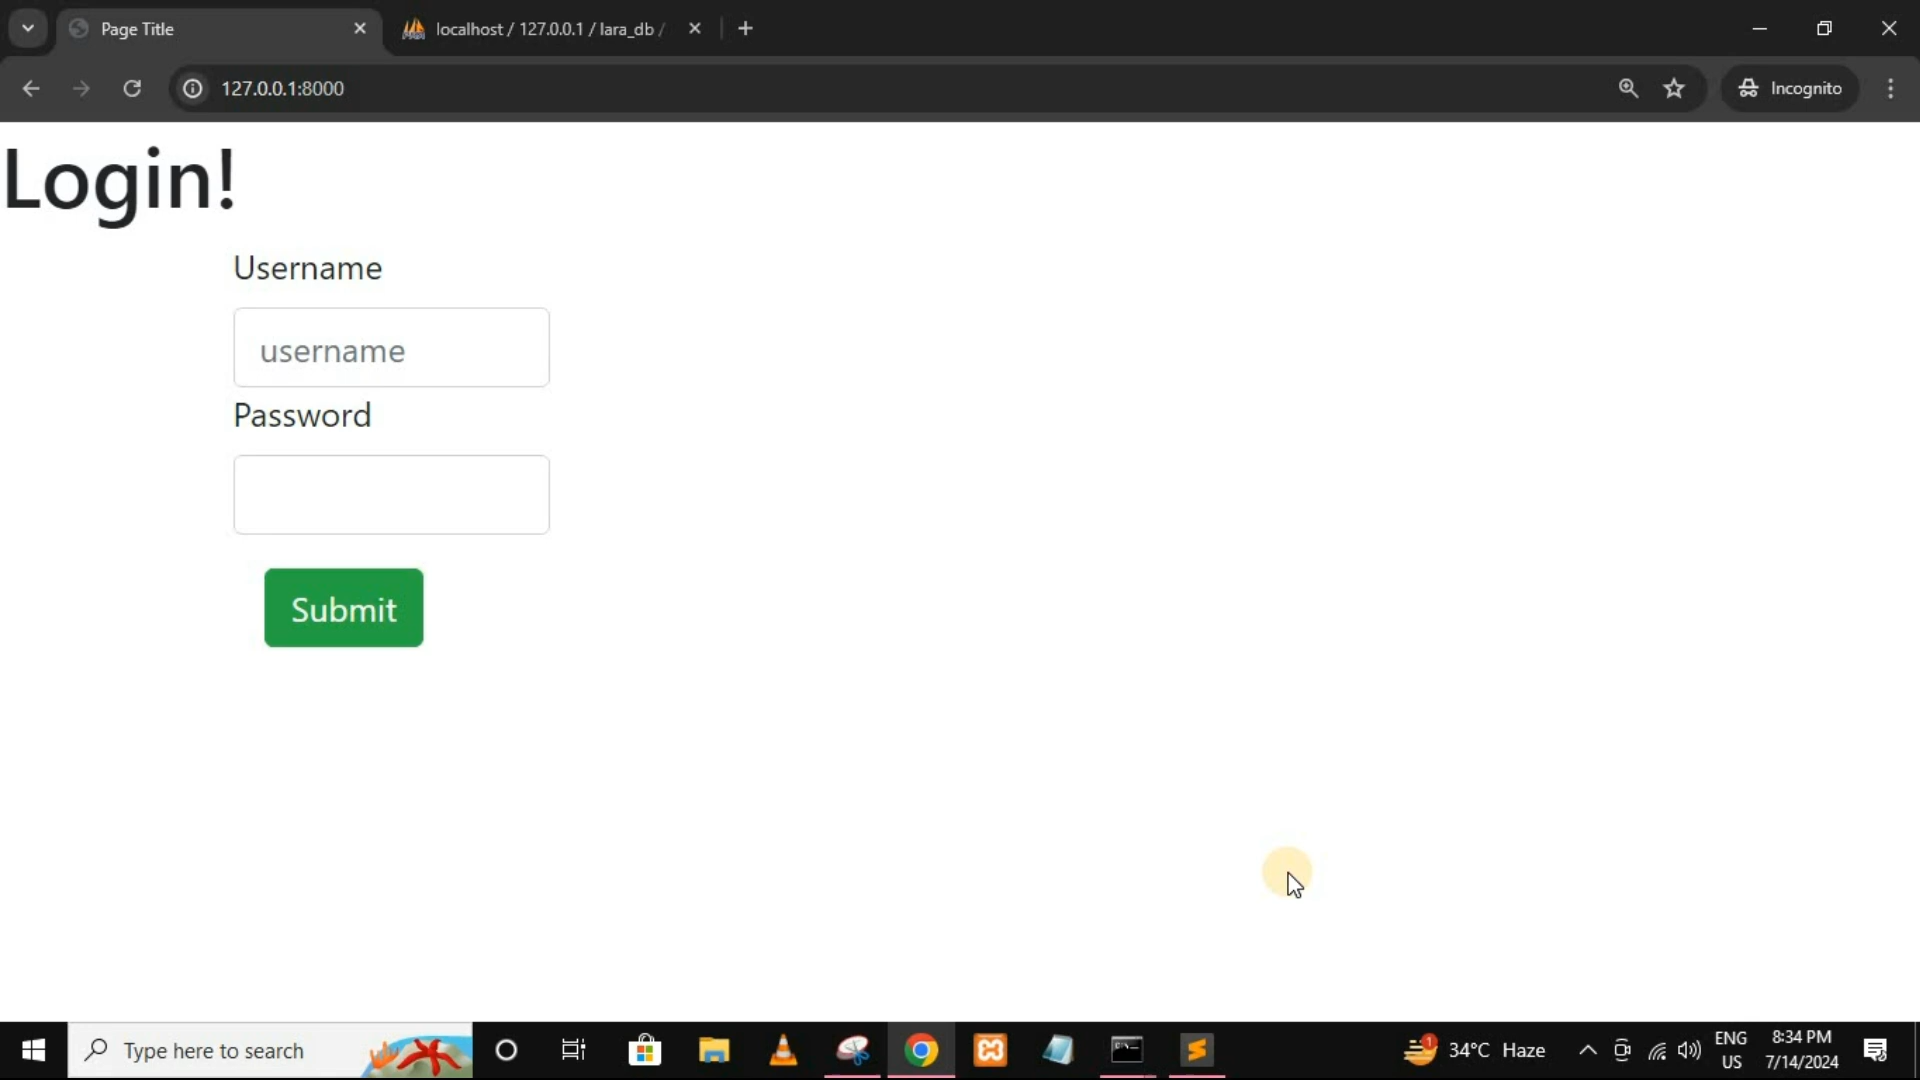 Page Title
localhost / 127.0.0.1 / lara_db /
127.0.0.1:8000
Incognito
Login!
Username
username
Password
Submit
Type here to search
1
34°C Haze
ENG
US
8:34 PM
7/14/2024